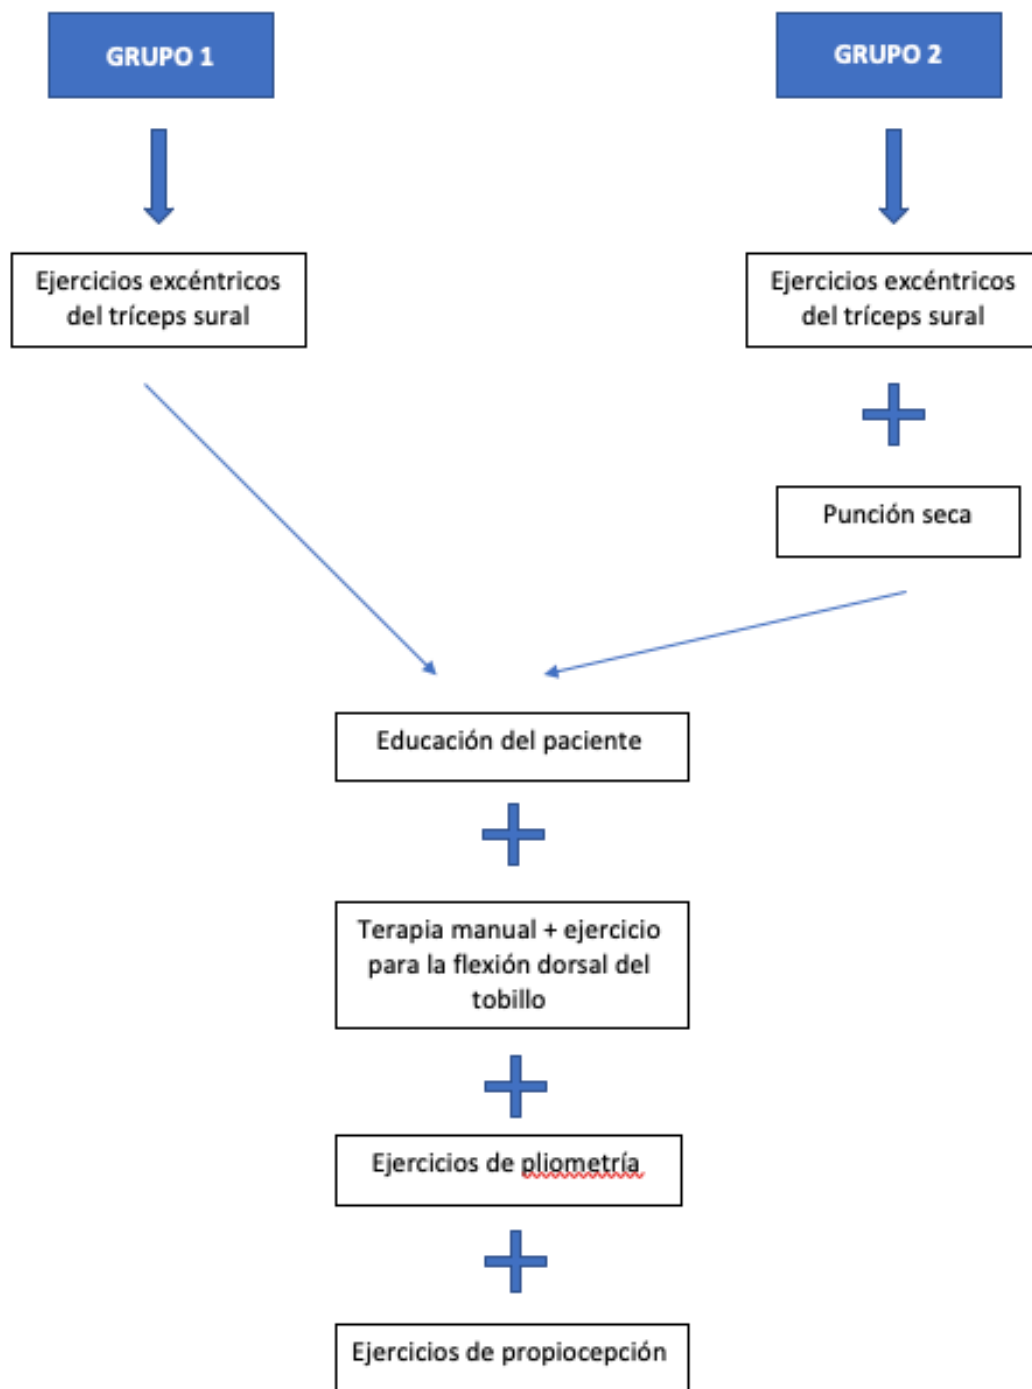 GRUPO 1
GRUPO 2
Ejercicios excéntricos
del tríceps sural
Ejercicios excéntricos
del tríceps sural
Punción seca
Educación del paciente
Terapia manual + ejercicio
para la flexión dorsal del
tobillo
Ejercicios de pliometría
Ejercicios de propiocepción